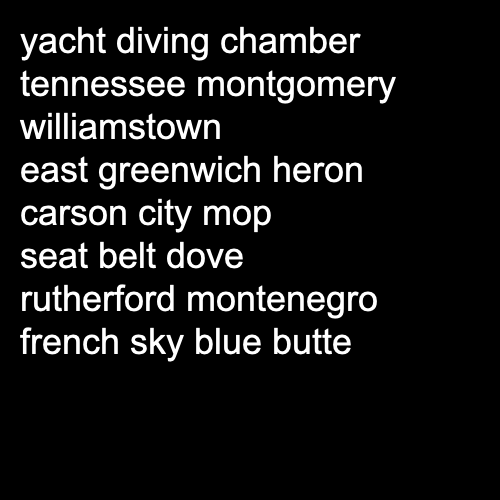 yacht diving chamber
tennessee montgomery
williamstown
east greenwich heron
carson city mop
seat belt dove
rutherford montenegro
french sky blue butte